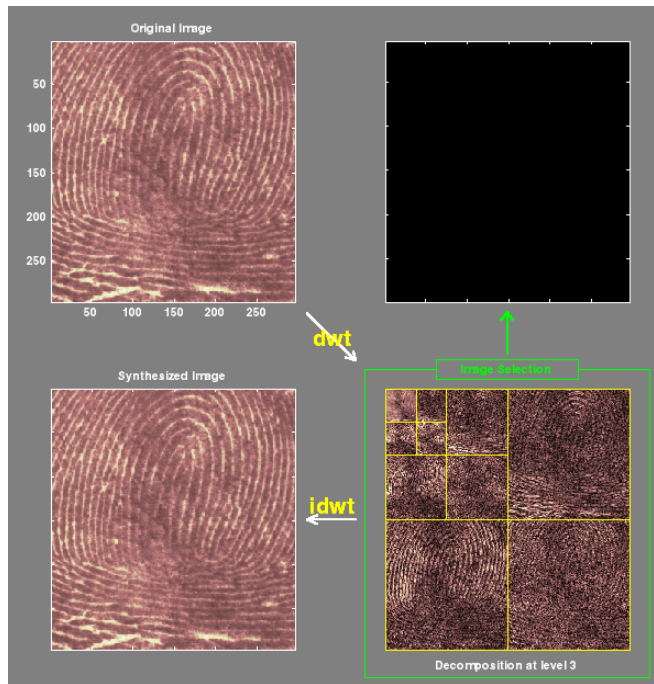 Original Image
50
100
150
200
250
50 100 150 200 250
dwt
Image Selection
Synthesized Image
idwt
Decomposition at level 3